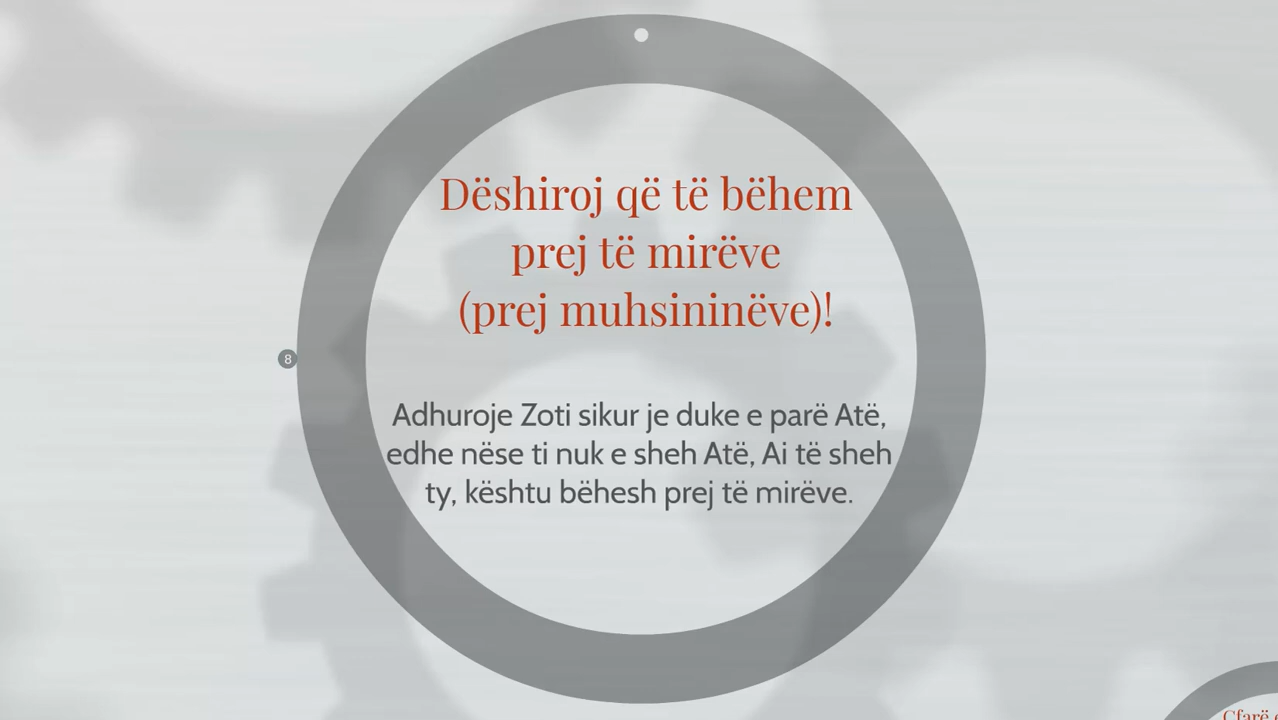 Dëshiroj që të bëhem
prej të mirëve
(prej muhsininëve)!
8
Adhuroje Zoti sikur je duke e parë Atë,
edhe nëse ti nuk e sheh Atë, Ai të sheh
ty, kështu bëhesh prej të mirëve.